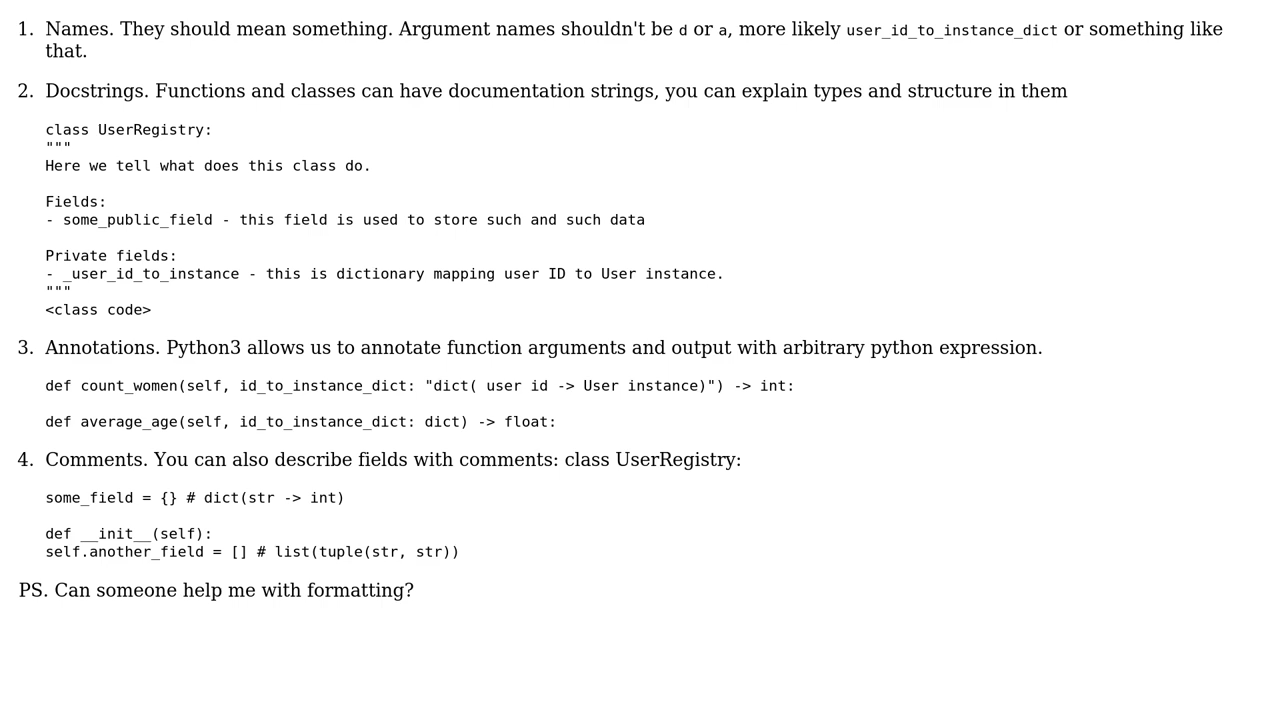 1. Names. They should mean something. Argument names shouldn't be d or a, more likely user_id_to_instance_dict or something like
that.
2. Docstrings. Functions and classes can have documentation strings, you can explain types and structure in them
class UserRegistry:
"""
Here we tell what does this class do.
Fields:
- some_public_field - this field is used to store such and such data
Private fields:
- _user_id_to_instance - this is dictionary mapping user ID to User instance.
"""
<class code>
3. Annotations. Python3 allows us to annotate function arguments and output with arbitrary python expression.
def count_women(self, id_to_instance_dict: "dict( user id -> User instance)") -> int:
def average_age(self, id_to_instance_dict: dict) -> float:
4. Comments. You can also describe fields with comments: class UserRegistry:
some_field = {} # dict(str -> int)
def __init__(self):
self.another_field = [] # list(tuple(str, str))
PS. Can someone help me with formatting?